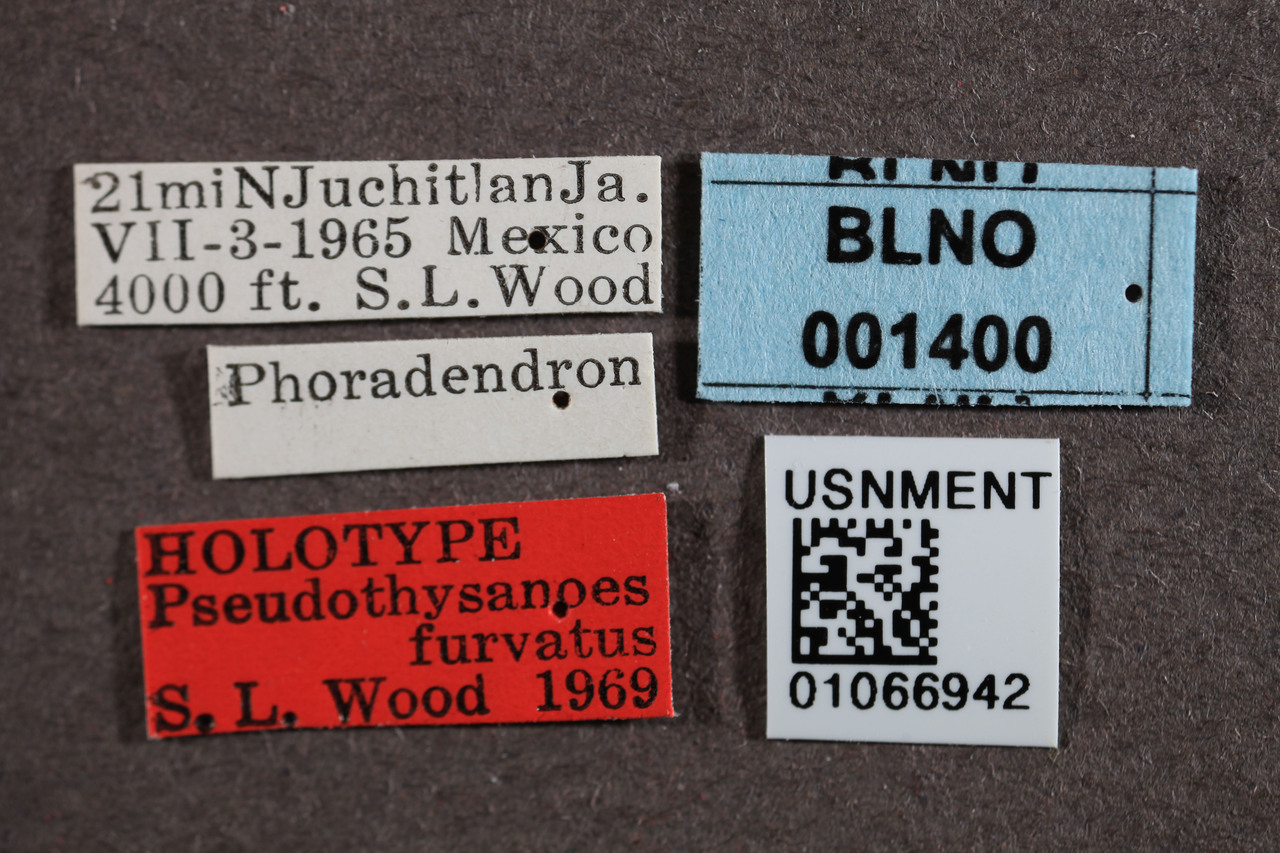 21miNJuchitlanJa.
VII-3-1965 Mexico
4000 ft. S.L.Wood
Phoradendron
HOLOTYPE
Pseudothysanoes
furvatus
S. L. Wood 1969
BLNO
001400
USNMENT
01066942